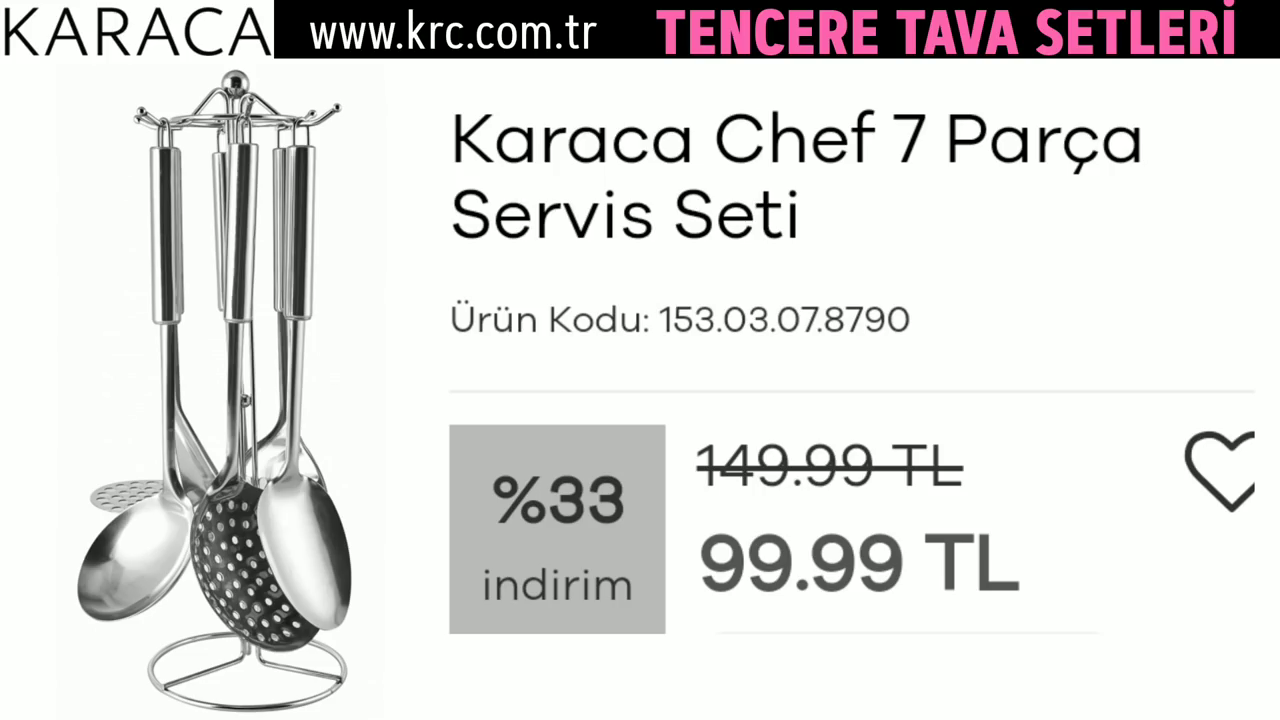 KARACA
www.krc.com.tr
TENCERE TAVA SETLERİ
Karaca Chef 7 Parça
Servis Seti
Ürün Kodu: 153.03.07.8790
%33
indirim
149.99 TL
99.99 TL